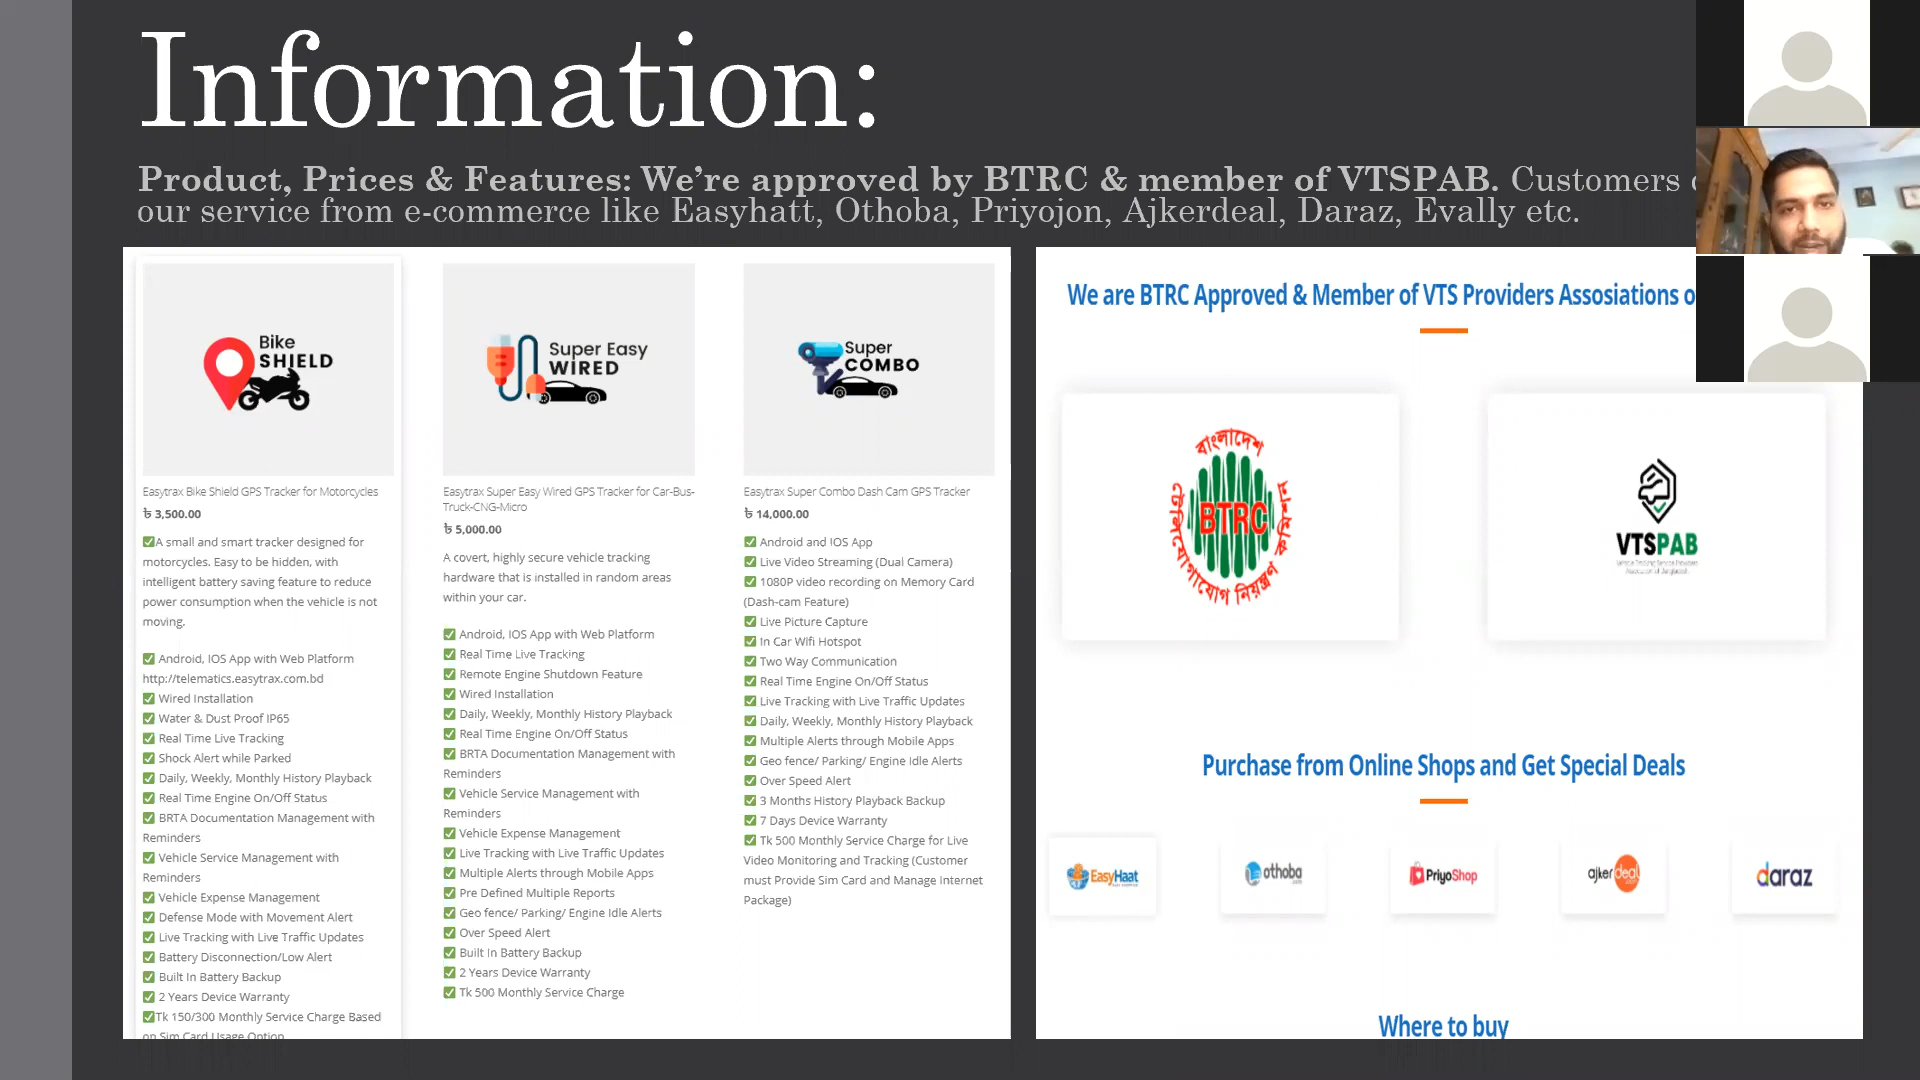 Information:
Product, Prices & Features: We're approved by BTRC & member of VTSPAB. Customers
our service from e-commerce like Easyhatt, Othoba, Priyojon, Ajkerdeal, Daraz, Evally etc.
Bike
SHIELD
Easytrax Bike Shield GPS Tracker for Motorcycles
৳ 3,500.00
✅A small and smart tracker designed for
motorcycles. Easy to be hidden, with
intelligent battery saving feature to reduce
power consumption when the vehicle is not
moving.
✅ Android, IOS App with Web Platform
http://telematics.easytrax.com.bd
✅ Wired Installation
✅ Water & Dust Proof IP65
✅ Real Time Live Tracking
✅ Shock Alert while Parked
✅ Daily, Weekly, Monthly History Playback
✅ Real Time Engine On/Off Status
✅ BRTA Documentation Management with
Reminders
✅ Vehicle Service Management with
Reminders
✅ Vehicle Expense Management
✅ Defense Mode with Movement Alert
✅ Live Tracking with Live Traffic Updates
✅ Battery Disconnection/Low Alert
✅ Built In Battery Backup
✅ 2 Years Device Warranty
✅Tk 150/300 Monthly Service Charge Based
on Sim Card Usage Option
Super Easy
WIRED
Easytrax Super Easy Wired GPS Tracker for Car-Bus-
Truck-CNG-Micro
৳ 5,000.00
A covert, highly secure vehicle tracking
hardware that is installed in random areas
within your car.
✅ Android, IOS App with Web Platform
✅ Real Time Live Tracking
✅ Remote Engine Shutdown Feature
✅ Wired Installation
✅ Daily, Weekly, Monthly History Playback
✅ Real Time Engine On/Off Status
✅ BRTA Documentation Management with
Reminders
✅ Vehicle Service Management with
Reminders
✅ Vehicle Expense Management
✅ Live Tracking with Live Traffic Updates
✅ Multiple Alerts through Mobile Apps
✅ Pre Defined Multiple Reports
✅ Geo fence/ Parking/ Engine Idle Alerts
✅ Over Speed Alert
✅ Built In Battery Backup
✅ 2 Years Device Warranty
✅ Tk 500 Monthly Service Charge
Super
COMBO
Easytrax Super Combo Dash Cam GPS Tracker
৳ 14,000.00
✅ Android and IOS App
✅ Live Video Streaming (Dual Camera)
✅ 1080P video recording on Memory Card
(Dash-cam Feature)
✅ Live Picture Capture
✅ In Car Wifi Hotspot
✅ Two Way Communication
✅ Real Time Engine On/Off Status
✅ Live Tracking with Live Traffic Updates
✅ Daily, Weekly, Monthly History Playback
✅ Multiple Alerts through Mobile Apps
✅ Geo fence/ Parking/ Engine Idle Alerts
✅ Over Speed Alert
✅ 3 Months History Playback Backup
✅ 7 Days Device Warranty
✅ Tk 500 Monthly Service Charge for Live
Video Monitoring and Tracking (Customer
must Provide Sim Card and Manage Internet
Package)
We are BTRC Approved & Member of VTS Providers Assosiations
বাংলাদেশ
টেলিযোগাযোগ নিয়ন্ত্রণ কমিশন
BTRC
VTSPAB
Vehicle Tracking Service Providers
Association of Bangladesh
Purchase from Online Shops and Get Special Deals
EasyHaat
othoba
PriyoShop
ajkerdeal
daraz
Where to buy